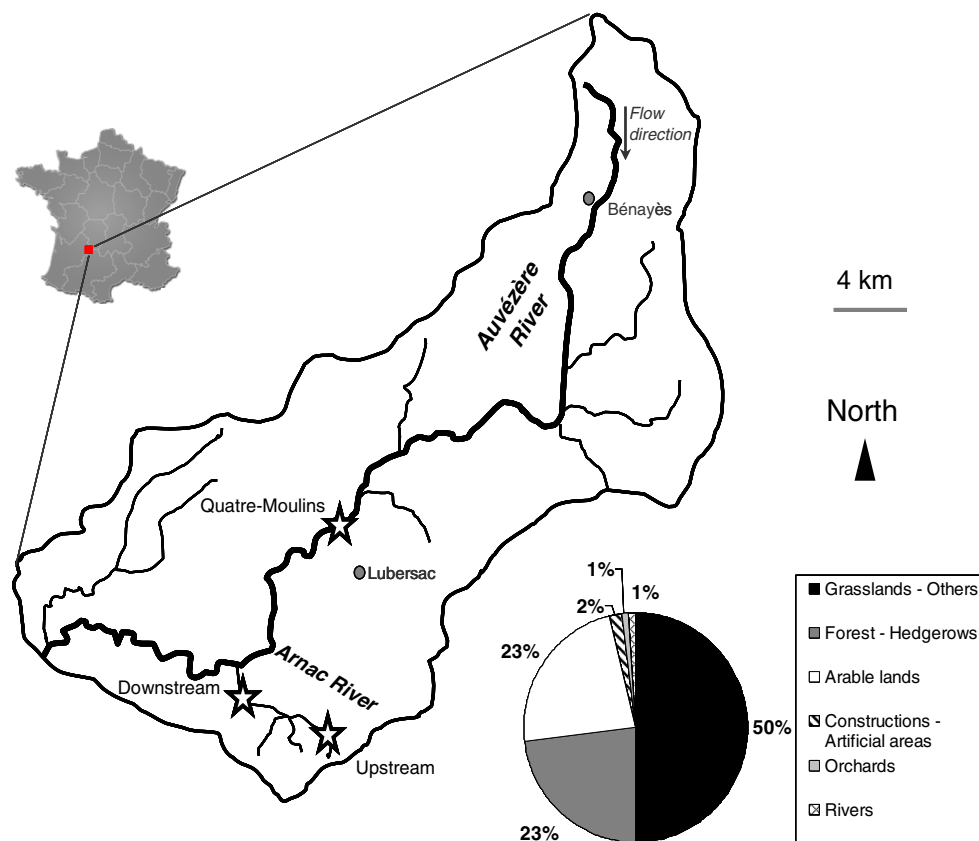 Flow
direction
Bénayès
Auvézère
River
4 km
North
Quatre-Moulins
Lubersac
Arnac River
Downstream
Upstream
1%
1%
2%
23%
50%
23%
Grasslands - Others
Forest - Hedgerows
Arable lands
Constructions -
Artificial areas
Orchards
Rivers